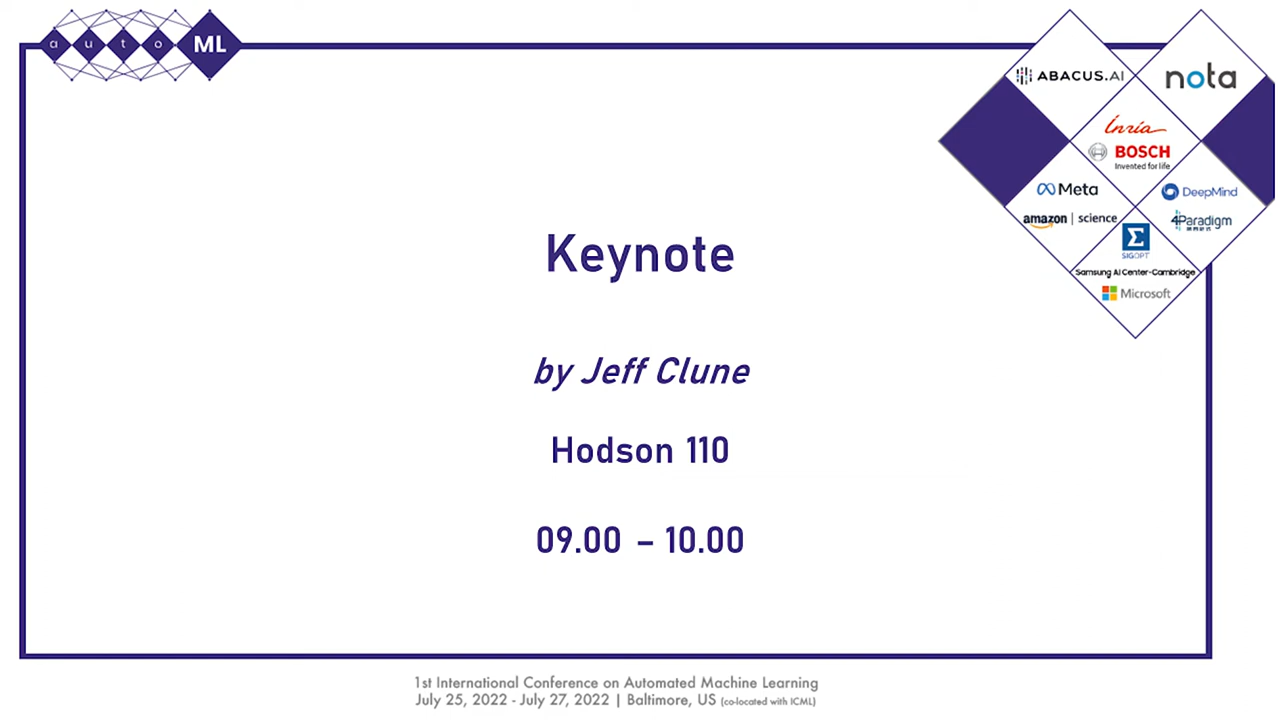 auto ML
ABACUS.AI
nota
Inria
BOSCH
Invented for life
Meta
DeepMind
amazon | science
4Paradigm
SIGOPT
Samsung AI Center-Cambridge
Microsoft
Keynote
by Jeff Clune
Hodson 110
09.00 – 10.00
1st International Conference on Automated Machine Learning
July 25, 2022 - July 27, 2022 | Baltimore, US (co-located with ICML)